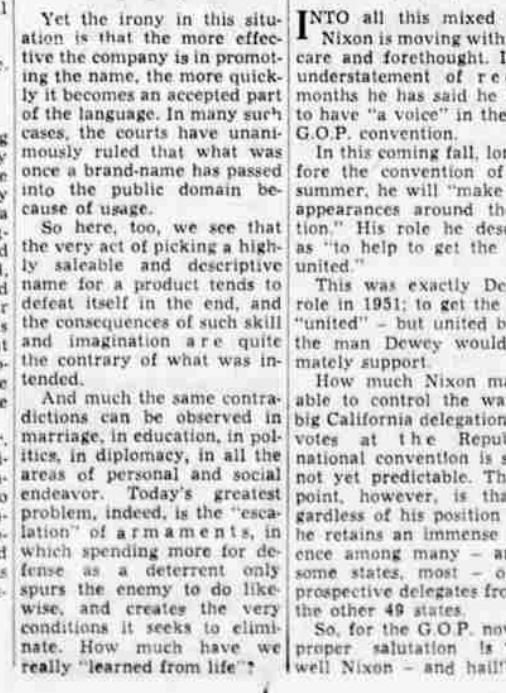 Yet the irony in this situ-
ation is that the more effec-
tive the company is in promot-
ing the name, the more quick-
ly it becomes an accepted part
of the language. In many such
cases, the courts have unani-
mously ruled that what was
once a brand-name has passed
into the public domain be-
cause of usage.
So here, too, we see that
the very act of picking a high-
ly saleable and descriptive
name for a product tends to
defeat itself in the end, and
the consequences of such skill
and imagination are quite
the contrary of what was in-
tended.
And much the same contra-
dictions can be observed in
marriage, in education, in pol-
itics, in diplomacy, in all the
areas of personal and social
endeavor. Today's greatest
problem, indeed, is the "esca-
lation" of armaments, in
which spending more for de-
fense as a deterrent only
spurs the enemy to do like-
wise, and creates the very
conditions it seeks to elimi-
nate. How much have we
really "learned from life"?
INTO all this mixed
Nixon is moving with
care and forethought. I
understatement of re
months he has said he
to have "a voice" in the
G.O.P. convention.
In this coming fall, lon
fore the convention of
summer, he will "make
appearances around th
tion." His role he desc
as "to help to get the
united."
This was exactly De
role in 1951; to get the
"united" – but united b
the man Dewey would
mately support.
How much Nixon ma
able to control the wa
big California delegation
votes at the Repub
national convention is s
not yet predictable. Th
point, however, is tha
gardless of his position
he retains an immense
ence among many – an
some states, most – o
prospective delegates fro
the other 49 states.
So, for the G.O.P. nov
proper salutation is
well Nixon – and hail!"